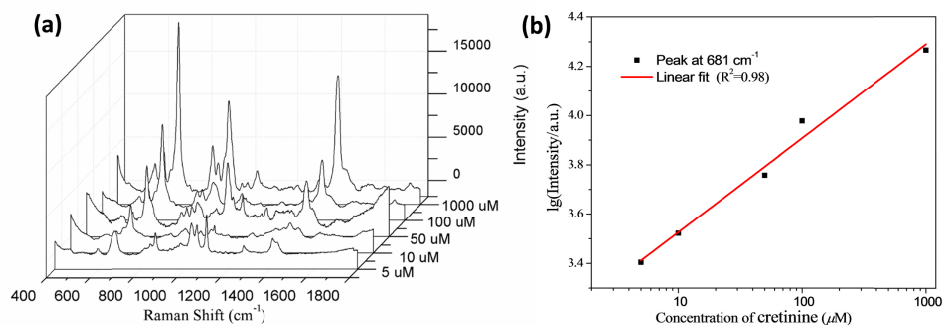 (a)
15000
10000
5000
0
Intensity (a.u.)
1000 uM
100 uM
50 uM
10 uM
5 uM
400 600 800 1000 1200 1400 1600 1800
Raman Shift (cm⁻¹)
(b)
4.4
4.2
4.0
3.8
3.6
3.4
lg(Intensity/a.u.)
Peak at 681 cm⁻¹
Linear fit (R²=0.98)
10 100 1000
Concentration of cretinine (μM)